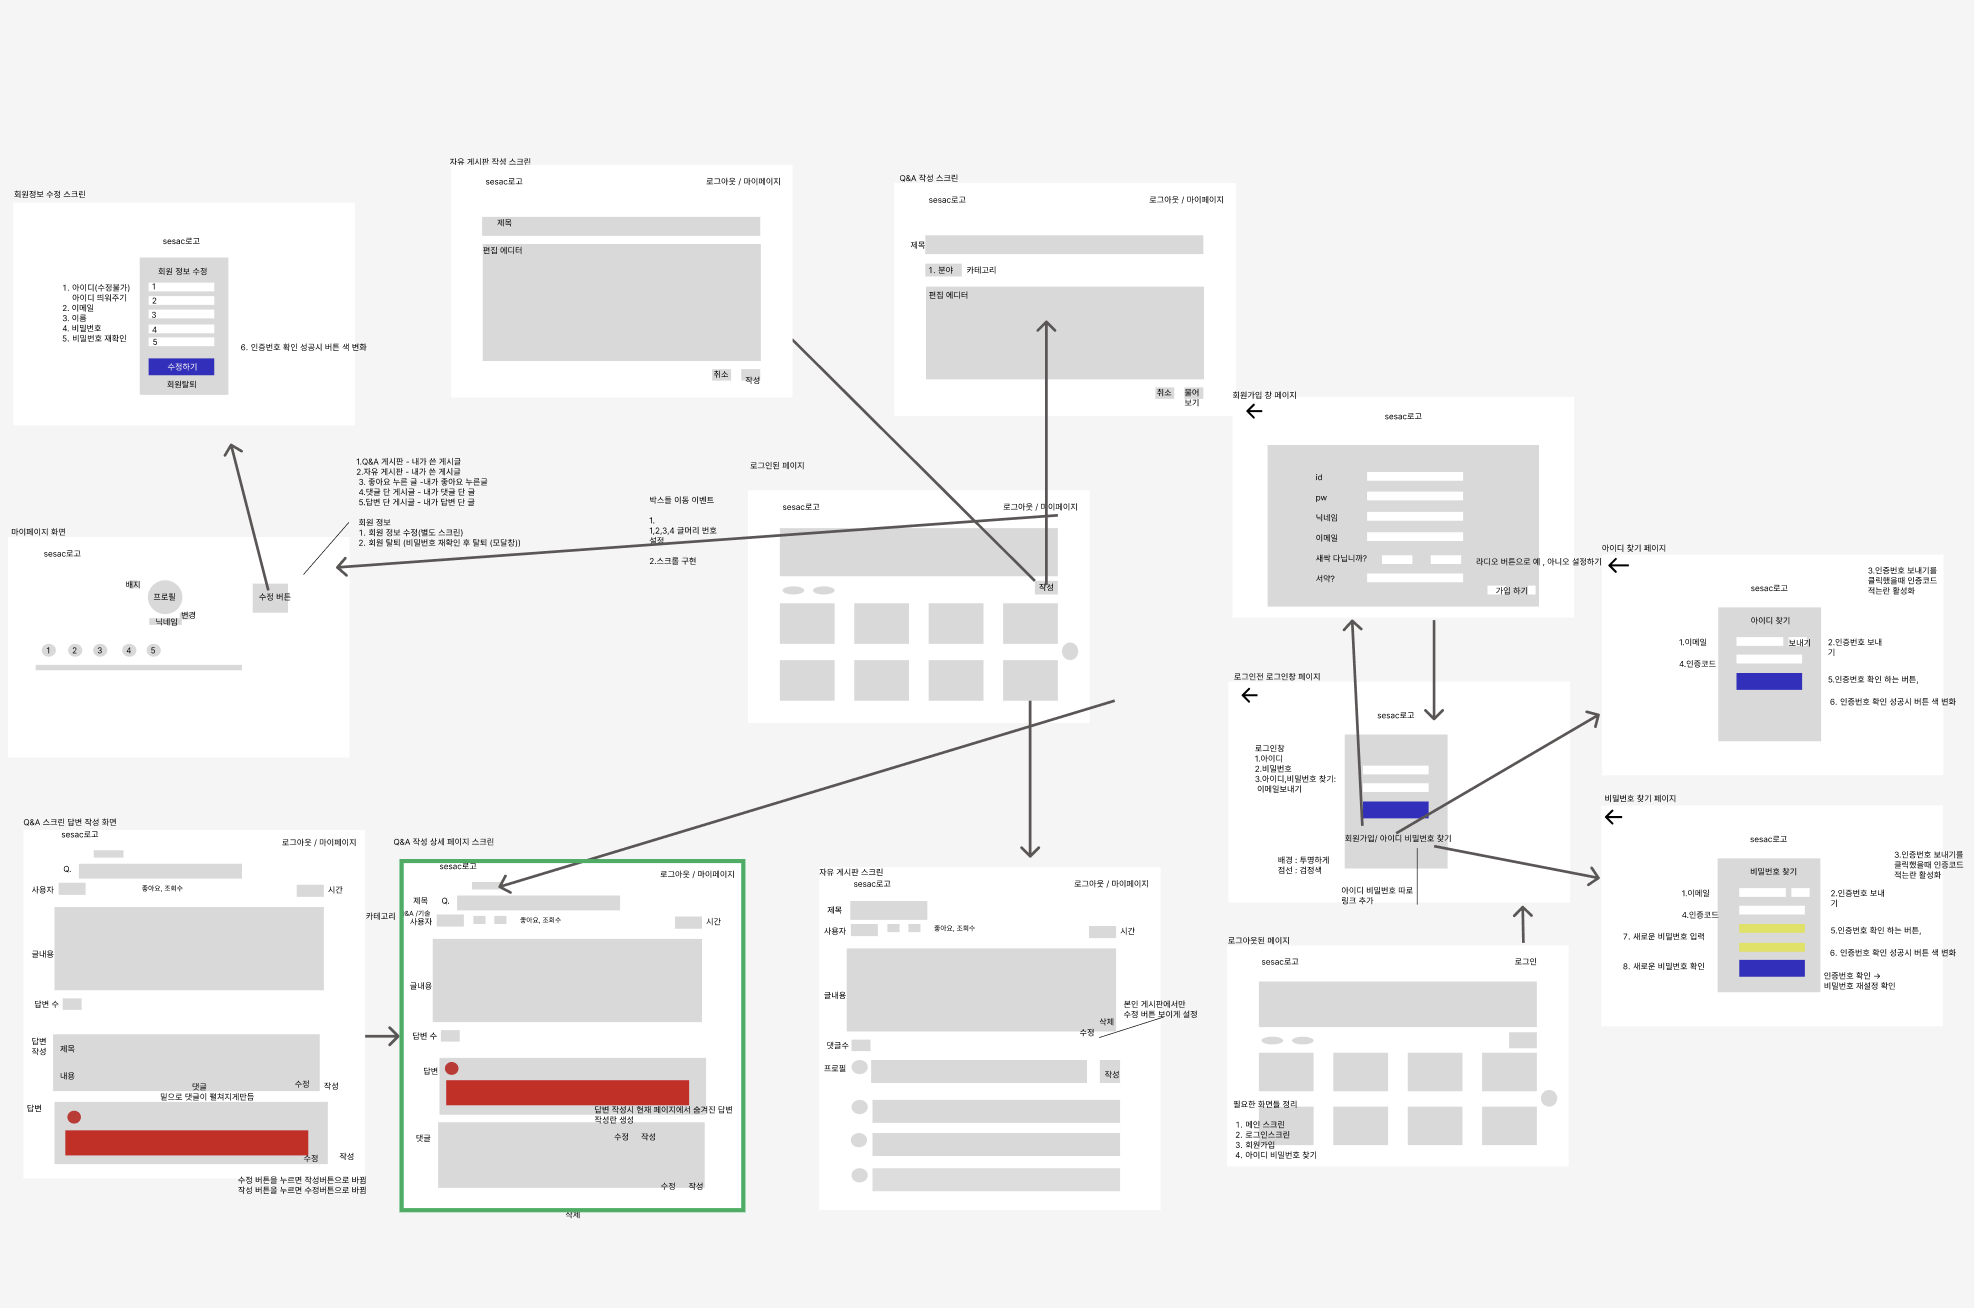 회원정보 수정 스크린
sesac로고
회원 정보 수정
1
2
3
4
5
수정하기
회원탈퇴
1. 아이디(수정불가)
아이디 띄워주기
2. 이메일
3. 이름
4. 비밀번호
5. 비밀번호 재확인
6. 인증번호 확인 성공시 버튼 색 변화
자유 게시판 작성 스크린
sesac로고
로그아웃 / 마이페이지
제목
편집 에디터
취소
작성
Q&A 작성 스크린
sesac로고
로그아웃 / 마이페이지
제목
1. 분야
카테고리
편집 에디터
취소
물어
보기
회원가입 창 페이지
sesac로고
id
pw
닉네임
이메일
새싹 다닙니까?
서약?
라디오 버튼으로 예 , 아니오 설정하기
가입 하기
아이디 찾기 페이지
sesac로고
아이디 찾기
1.이메일
보내기
2.인증번호 보내
기
3.인증번호 보내기를
클릭했을때 인증코드
적는란 활성화
4.인증코드
5.인증번호 확인 하는 버튼,
6. 인증번호 확인 성공시 버튼 색 변화
마이페이지 화면
sesac로고
배지
프로필
변경
닉네임
수정 버튼
1
2
3
4
5
1.Q&A 게시판 - 내가 쓴 게시글
2.자유 게시판 - 내가 쓴 게시글
3. 좋아요 누른 글 -내가 좋아요 누른글
4.댓글 단 게시글 - 내가 댓글 단 글
5.답변 단 게시글 - 내가 답변 단 글
회원 정보
1. 회원 정보 수정(별도 스크린)
2. 회원 탈퇴 (비밀번호 재확인 후 탈퇴 (모달창))
로그인된 페이지
sesac로고
로그아웃 / 마이페이지
작성
박스들 이동 이벤트
1.
1,2,3,4 글머리 번호
설정
2.스크롤 구현
로그인전 로그인창 페이지
sesac로고
로그인창
1.아이디
2.비밀번호
3.아이디,비밀번호 찾기:
이메일보내기
회원가입/ 아이디 비밀번호 찾기
배경 : 투명하게
점선 : 검정색
아이디 비밀번호 따로
링크 추가
비밀번호 찾기 페이지
sesac로고
비밀번호 찾기
1.이메일
2.인증번호 보내
기
3.인증번호 보내기를
클릭했을때 인증코드
적는란 활성화
4.인증코드
5.인증번호 확인 하는 버튼,
6. 인증번호 확인 성공시 버튼 색 변화
7. 새로운 비밀번호 입력
8. 새로운 비밀번호 확인
인증번호 확인 →
비밀번호 재설정 확인
Q&A 스크린 답변 작성 화면
sesac로고
로그아웃 / 마이페이지
Q.
사용자
좋아요, 조회수
시간
글내용
답변 수
답변
작성
제목
내용
수정
작성
댓글
밑으로 댓글이 펼쳐지게만듬
답변
수정
작성
수정 버튼을 누르면 작성버튼으로 바뀜
작성 버튼을 누르면 수정버튼으로 바뀜
Q&A 작성 상세 페이지 스크린
sesac로고
로그아웃 / 마이페이지
제목
Q.
카테고리
&A /기술
사용자
좋아요, 조회수
시간
글내용
답변 수
답변
답변 작성시 현재 페이지에서 숨겨진 답변
작성란 생성
댓글
수정
작성
수정
작성
삭제
자유 게시판 스크린
sesac로고
로그아웃 / 마이페이지
제목
사용자
좋아요, 조회수
시간
글내용
삭제
수정
본인 게시판에서만
수정 버튼 보이게 설정
댓글수
프로필
작성
로그아웃된 페이지
sesac로고
로그인
필요한 화면들 정리
1. 메인 스크린
2. 로그인스크린
3. 회원가입
4. 아이디 비밀번호 찾기